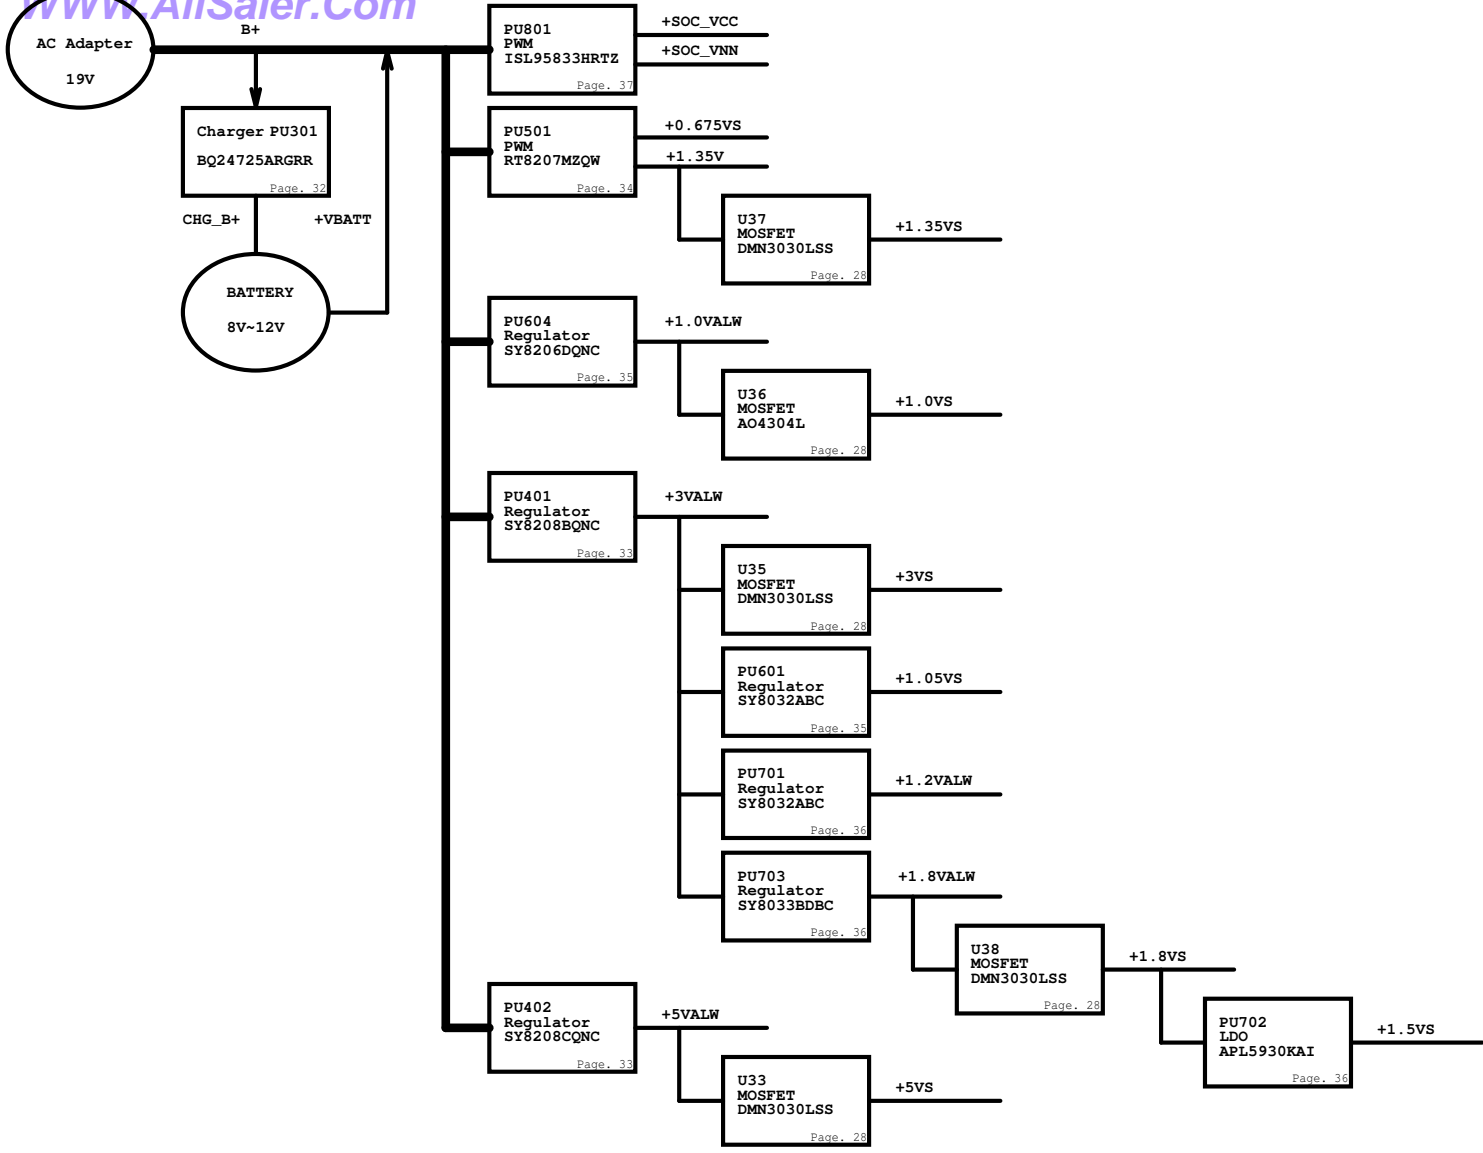 WWW.AliSaler.Com
AC Adapter
19V
B+
Charger PU301
BQ24725ARGRR
Page. 32
CHG_B+
+VBATT
BATTERY
8V~12V
PU801
PWM
ISL95833HRTZ
Page. 37
+SOC_VCC
+SOC_VNN
PU501
PWM
RT8207MZQW
Page. 34
+0.675VS
+1.35V
U37
MOSFET
DMN3030LSS
Page. 28
+1.35VS
PU604
Regulator
SY8206DQNC
Page. 35
+1.0VALW
U36
MOSFET
AO4304L
Page. 28
+1.0VS
PU401
Regulator
SY8208BQNC
Page. 33
+3VALW
U35
MOSFET
DMN3030LSS
Page. 28
+3VS
PU601
Regulator
SY8032ABC
Page. 35
+1.05VS
PU701
Regulator
SY8032ABC
Page. 36
+1.2VALW
PU703
Regulator
SY8033BDBC
Page. 36
+1.8VALW
U38
MOSFET
DMN3030LSS
Page. 28
+1.8VS
PU702
LDO
APL5930KAI
Page. 36
+1.5VS
PU402
Regulator
SY8208CQNC
Page. 33
+5VALW
U33
MOSFET
DMN3030LSS
Page. 28
+5VS